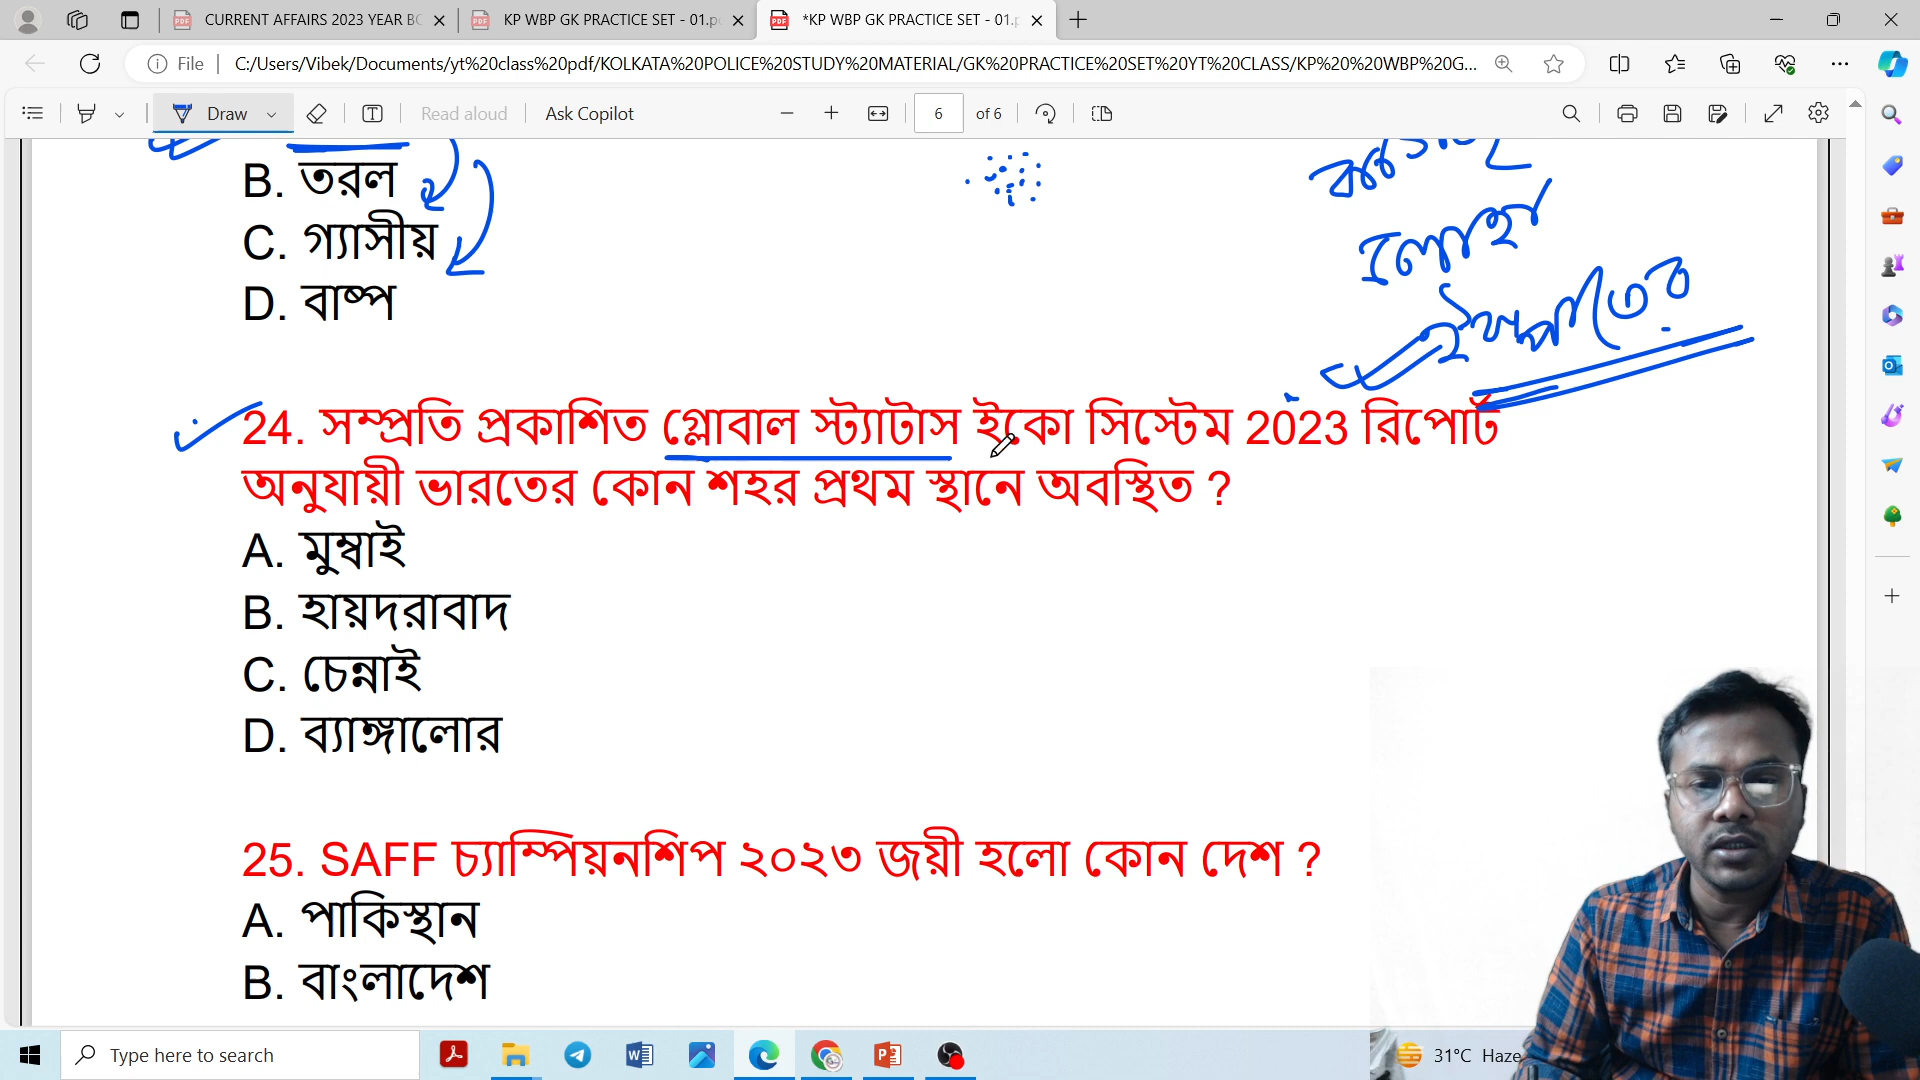 CURRENT AFFAIRS 2023 YEAR BO
KP WBP GK PRACTICE SET - 01.p
*KP WBP GK PRACTICE SET - 01.p
File
C:/Users/Vibek/Documents/yt%20class%20pdf/KOLKATA%20POLICE%20STUDY%20MATERIAL/GK%20PRACTICE%20SET%20YT%20CLASS/KP%20%20WBP%20G...
Draw
Read aloud
Ask Copilot
6 of 6
B. তরল
C. গ্যাসীয়
D. বাষ্প
লোহা
ইস্পাতের
24. সম্প্রতি প্রকাশিত গ্লোবাল স্ট্যাটাস ইকো সিস্টেম 2023 রিপোর্ট
অনুযায়ী ভারতের কোন শহর প্রথম স্থানে অবস্থিত ?
A. মুম্বাই
B. হায়দরাবাদ
C. চেন্নাই
D. ব্যাঙ্গালোর
25. SAFF চ্যাম্পিয়নশিপ ২০২৩ জয়ী হলো কোন দেশ ?
A. পাকিস্থান
B. বাংলাদেশ
Type here to search
31°C Haze